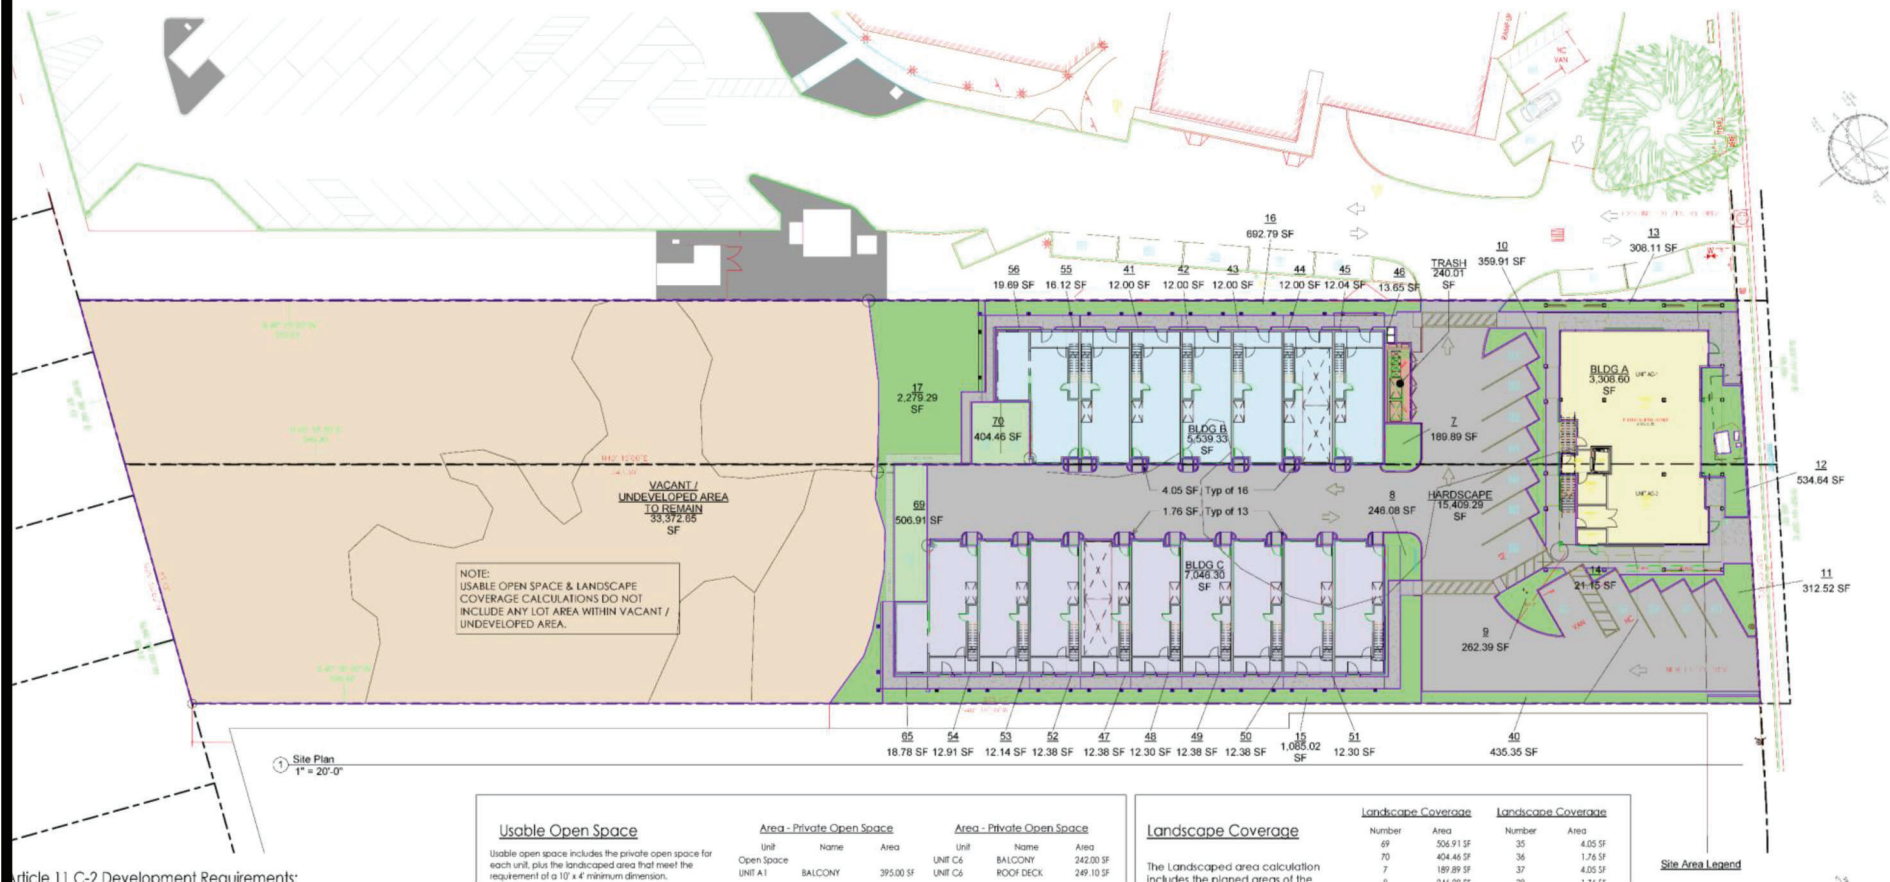 HC
VAN
16
692.79 SF
13
308.11 SF
10
359.91 SF
TRASH
240.01
SF
56
19.69 SF
55
16.12 SF
41
12.00 SF
42
12.00 SF
43
12.00 SF
44
12.00 SF
45
12.04 SF
46
13.65 SF
BLDG A
3,308.60
SF
17
2,279.29
SF
70
404.46 SF
BLDG B
5,539.33
SF
7
189.89 SF
12
534.64 SF
VACANT /
UNDEVELOPED AREA
TO REMAIN
33,372.65
SF
69
506.91 SF
4.05 SF, Typ of 16
1.76 SF, Typ of 13
8
246.08 SF
HARDSCAPE
15,409.29
SF
NOTE:
USABLE OPEN SPACE & LANDSCAPE
COVERAGE CALCULATIONS DO NOT
INCLUDE ANY LOT AREA WITHIN VACANT /
UNDEVELOPED AREA.
BLDG C
7,046.30
SF
14
21.15 SF
11
312.52 SF
9
262.39 SF
VAN
HC
65
18.78 SF
54
12.91 SF
53
12.14 SF
52
12.38 SF
47
12.38 SF
48
12.30 SF
49
12.38 SF
50
12.38 SF
15
1,065.02
SF
51
12.30 SF
40
435.35 SF
1 Site Plan
1" = 20'-0"
Usable Open Space
Usable open space includes the private open space for
each unit, plus the landscaped area that meet the
requirement of a 10' x 4' minimum dimension.
Area - Private Open Space
Unit Name Area
Open Space
UNIT A1 BALCONY 395.00 SF
Area - Private Open Space
Unit Name Area
UNIT C6 BALCONY 242.00 SF
UNIT C6 ROOF DECK 249.10 SF
Landscape Coverage
The Landscaped area calculation
includes the planed areas of the
Landscape Coverage
Number Area
69 506.91 SF
70 404.46 SF
7 189.89 SF
Landscape Coverage
Number Area
35 4.05 SF
36 1.76 SF
37 4.05 SF
Site Area Legend
Article 11 C-2 Development Requirements: